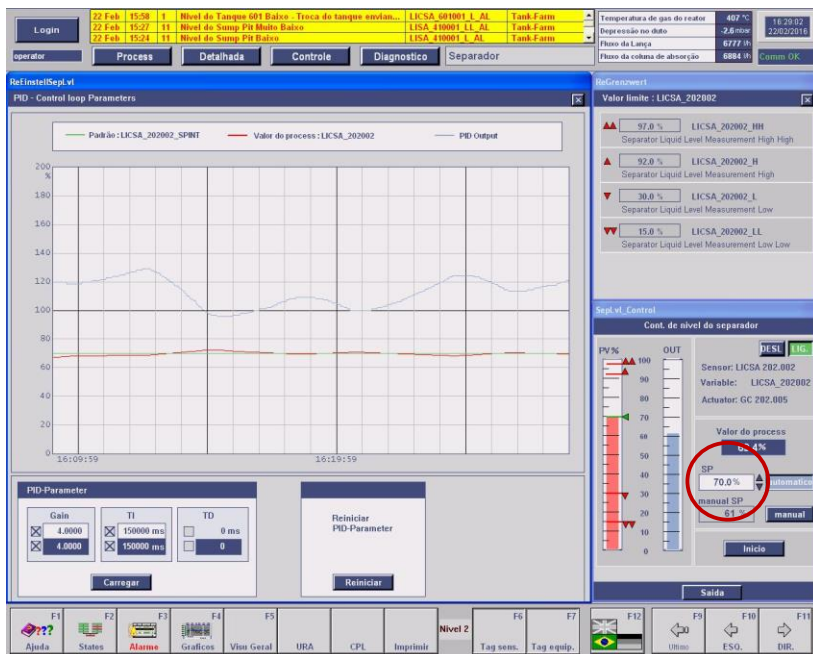 Login
22 Feb 15:50 1 Nivel do Tanque 601 Baixo - Troca do tanque envian... LICSA_601001_L_AL Tank-Farm
22 Feb 15:27 11 Nivel do Sump Pit Muito Baixo LISA_410001_LL_AL Tank-Farm
22 Feb 15:24 11 Nivel do Sump Pit Baixo LISA_410001_L_AL Tank-Farm
Temperatura de gas do reator 407 °C
Depressão no duto -2.6 mbar
Fluxo da Lança 6777 l/h
Fluxo da coluna de absorção 6884 l/h
16:29:02
22/02/2016
Comm OK
operador
Process
Detalhada
Controle
Diagnostico
Separador
ReEinstellSepLvl
PID - Control loop Parameters
Padrão : LICSA_202002_SPINT
Valor do process : LICSA_202002
PID Output
200
%
180
160
140
120
100
80
60
40
20
0
16:09:59
16:19:59
PID-Parameter
Gain
4.0000
4.0000
TI
150000 ms
150000 ms
TD
0 ms
0
Carregar
Reiniciar
PID-Parameter
Reiniciar
ReGrenzwert
Valor limite : LICSA_202002
97.0 % LICSA_202002_HH
Separator Liquid Level Measurement High High
92.0 % LICSA_202002_H
Separator Liquid Level Measurement High
30.0 % LICSA_202002_L
Separator Liquid Level Measurement Low
15.0 % LICSA_202002_LL
Separator Liquid Level Measurement Low Low
SepLvl_Control
Cont. de nivel do separador
PV% OUT
100
90
80
70
60
50
40
30
20
10
0
DESL LIG.
Sensor: LICSA 202.002
Variable: LICSA_202002
Actuator: GC 202.005
Valor do process
SP
70.0 %
automatico
manual SP
61 %
manual
Inicio
Saida
F1
Ajuda
F2
States
F3
Alarme
F4
Graficos
F5
Visu Geral
URA
CPL
Imprimir
Nivel 2
F6
Tag sens.
F7
Tag equip.
F12
F9
Ultimo
F10
ESQ.
F11
DIR.